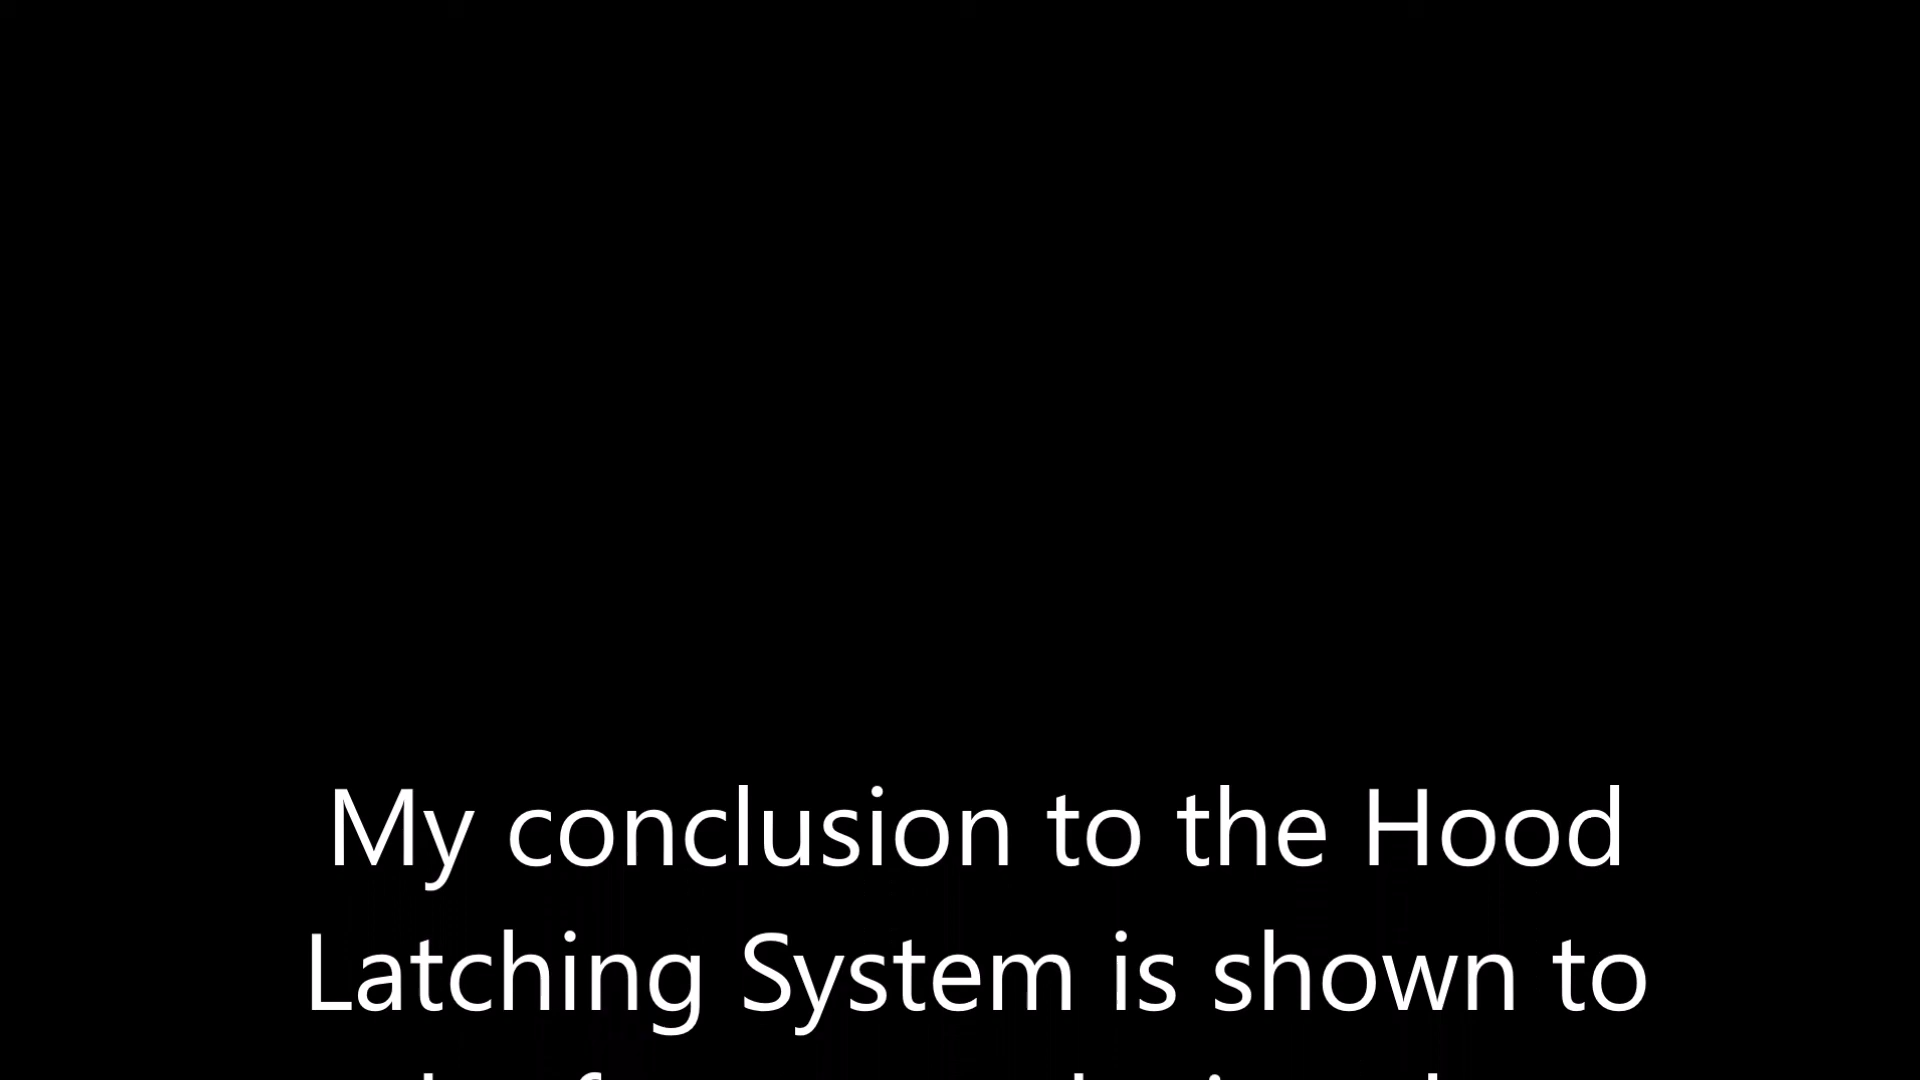 My conclusion to the Hood
Latching System is shown to